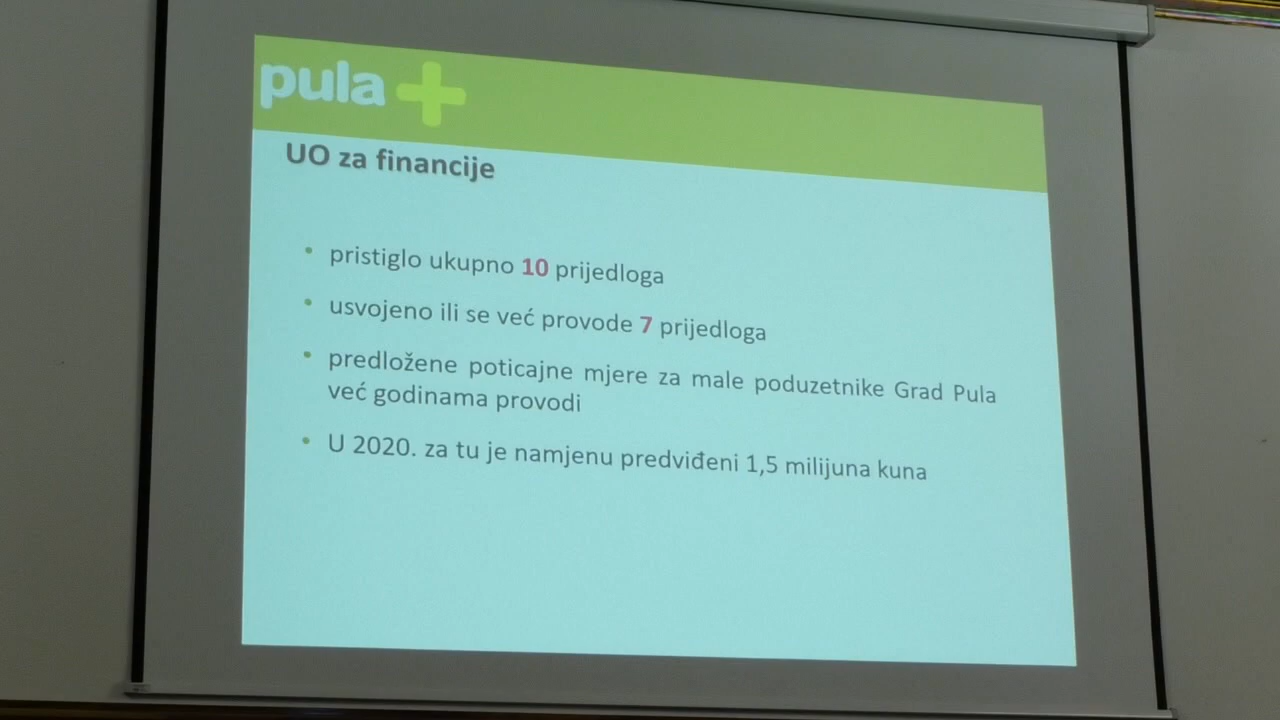 pula +
UO za financije
• pristiglo ukupno 10 prijedloga
• usvojeno ili se već provode 7 prijedloga
• predložene poticajne mjere za male poduzetnike Grad Pula
već godinama provodi
• U 2020. za tu je namjenu predviđeni 1,5 milijuna kuna